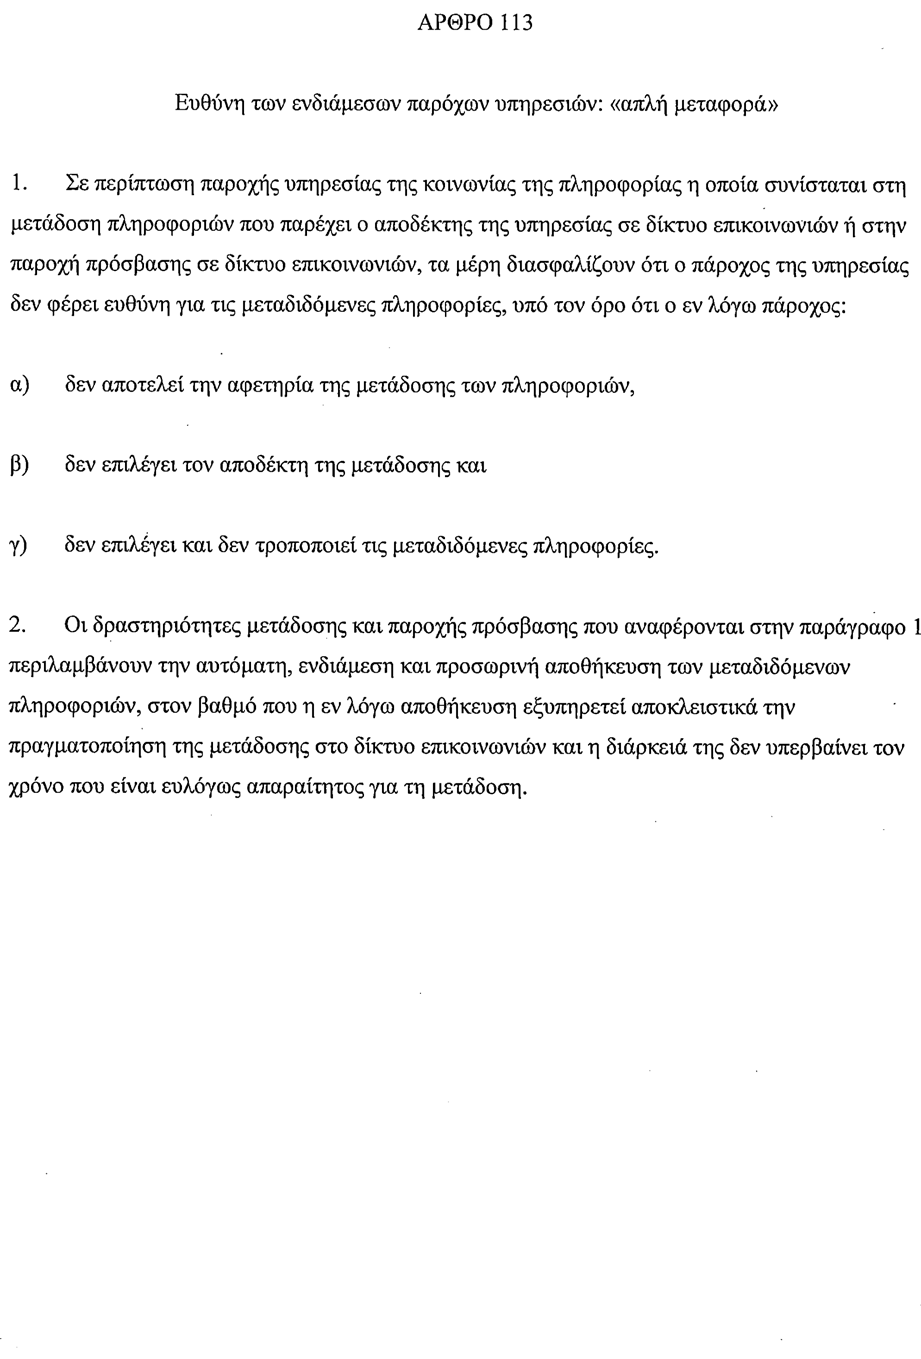 ΑΡΘΡΟ 113
Ευθύνη των ενδιάμεσων παρόχων υπηρεσιών: «απλή μεταφορά»
1. Σε περίπτωση παροχής υπηρεσίας της κοινωνίας της πληροφορίας η οποία συνίσταται στη
μετάδοση πληροφοριών που παρέχει ο αποδέκτης της υπηρεσίας σε δίκτυο επικοινωνιών ή στην
παροχή πρόσβασης σε δίκτυο επικοινωνιών, τα μέρη διασφαλίζουν ότι ο πάροχος της υπηρεσίας
δεν φέρει ευθύνη για τις μεταδιδόμενες πληροφορίες, υπό τον όρο ότι ο εν λόγω πάροχος:
α) δεν αποτελεί την αφετηρία της μετάδοσης των πληροφοριών,
β) δεν επιλέγει τον αποδέκτη της μετάδοσης και
γ) δεν επιλέγει και δεν τροποποιεί τις μεταδιδόμενες πληροφορίες.
2. Οι δραστηριότητες μετάδοσης και παροχής πρόσβασης που αναφέρονται στην παράγραφο 1
περιλαμβάνουν την αυτόματη, ενδιάμεση και προσωρινή αποθήκευση των μεταδιδόμενων
πληροφοριών, στον βαθμό που η εν λόγω αποθήκευση εξυπηρετεί αποκλειστικά την
πραγματοποίηση της μετάδοσης στο δίκτυο επικοινωνιών και η διάρκειά της δεν υπερβαίνει τον
χρόνο που είναι ευλόγως απαραίτητος για τη μετάδοση.